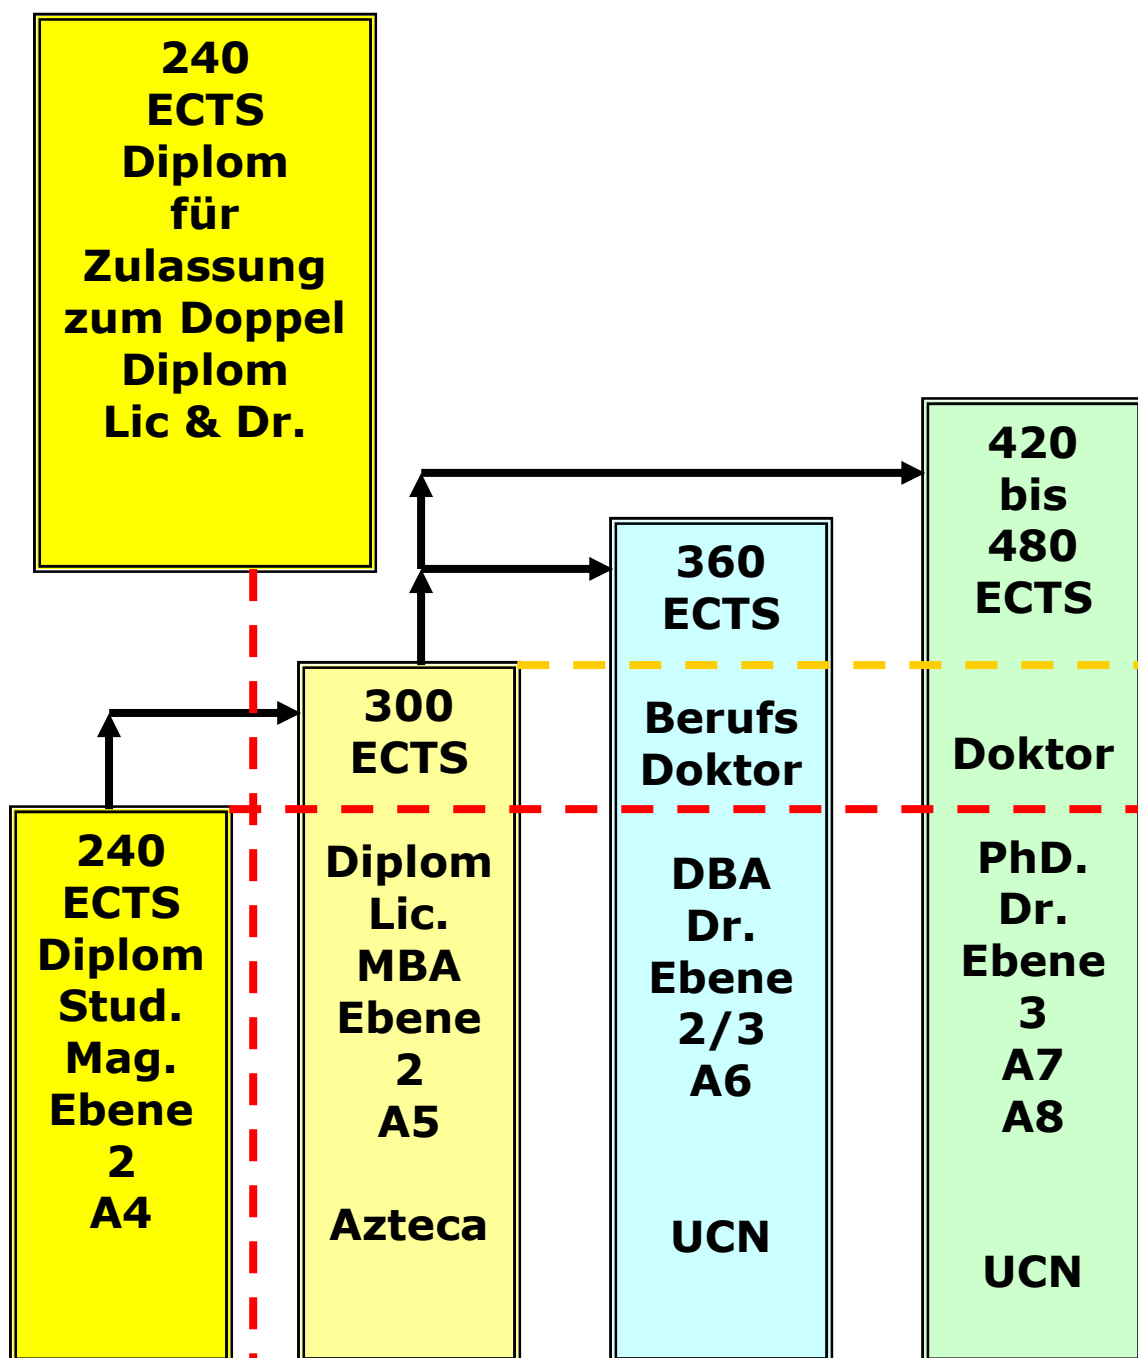 240
ECTS
Diplom
für
Zulassung
zum Doppel
Diplom
Lic & Dr.
240
ECTS
Diplom
Stud.
Mag.
Ebene
2
A4
300
ECTS
Diplom
Lic.
MBA
Ebene
2
A5
Azteca
360
ECTS
Berufs
Doktor
DBA
Dr.
Ebene
2/3
A6
UCN
420
bis
480
ECTS
Doktor
PhD.
Dr.
Ebene
3
A7
A8
UCN